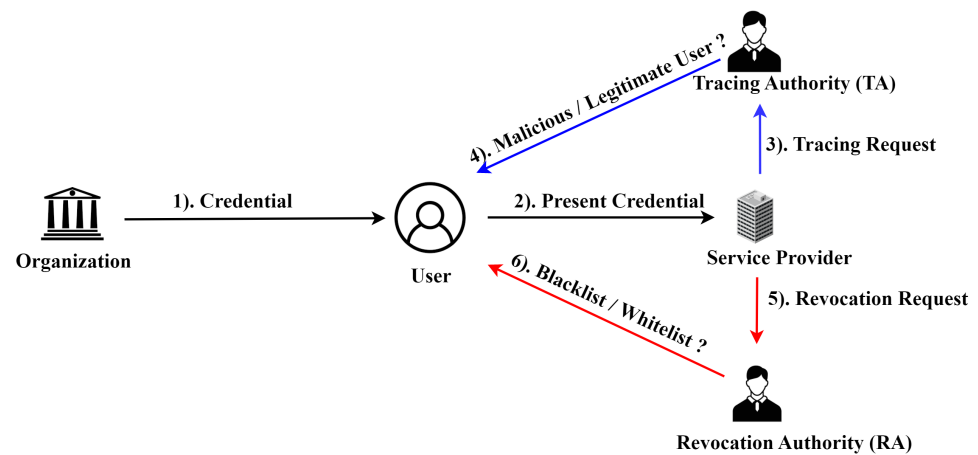 Tracing Authority (TA)
4). Malicious / Legitimate User ?
3). Tracing Request
1). Credential
2). Present Credential
Organization
User
Service Provider
6). Blacklist / Whitelist ?
5). Revocation Request
Revocation Authority (RA)